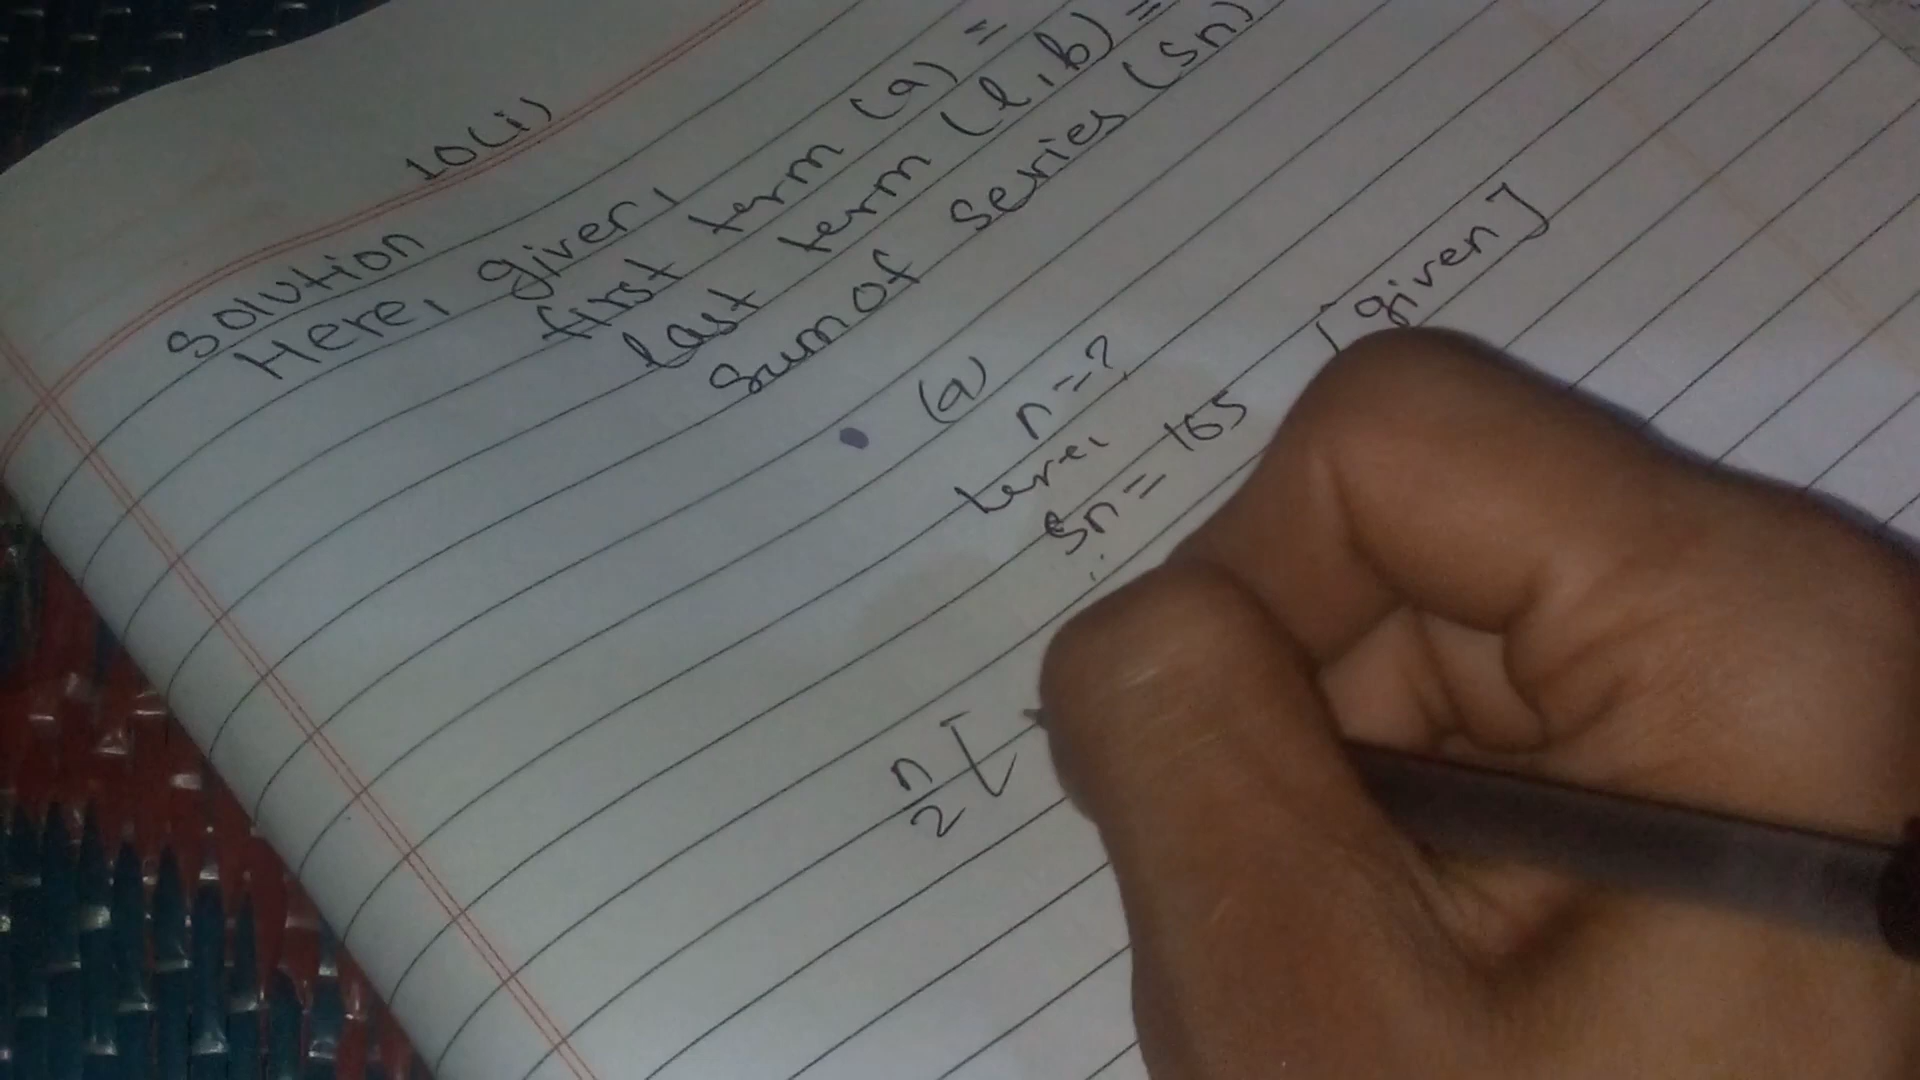 10(i)
Solution
Here, given,
first term (a) =
last term (l, b) =
Sum of series (Sn)
(a)
n = ?
Here,
Sn = 165 [given]
n/2 [